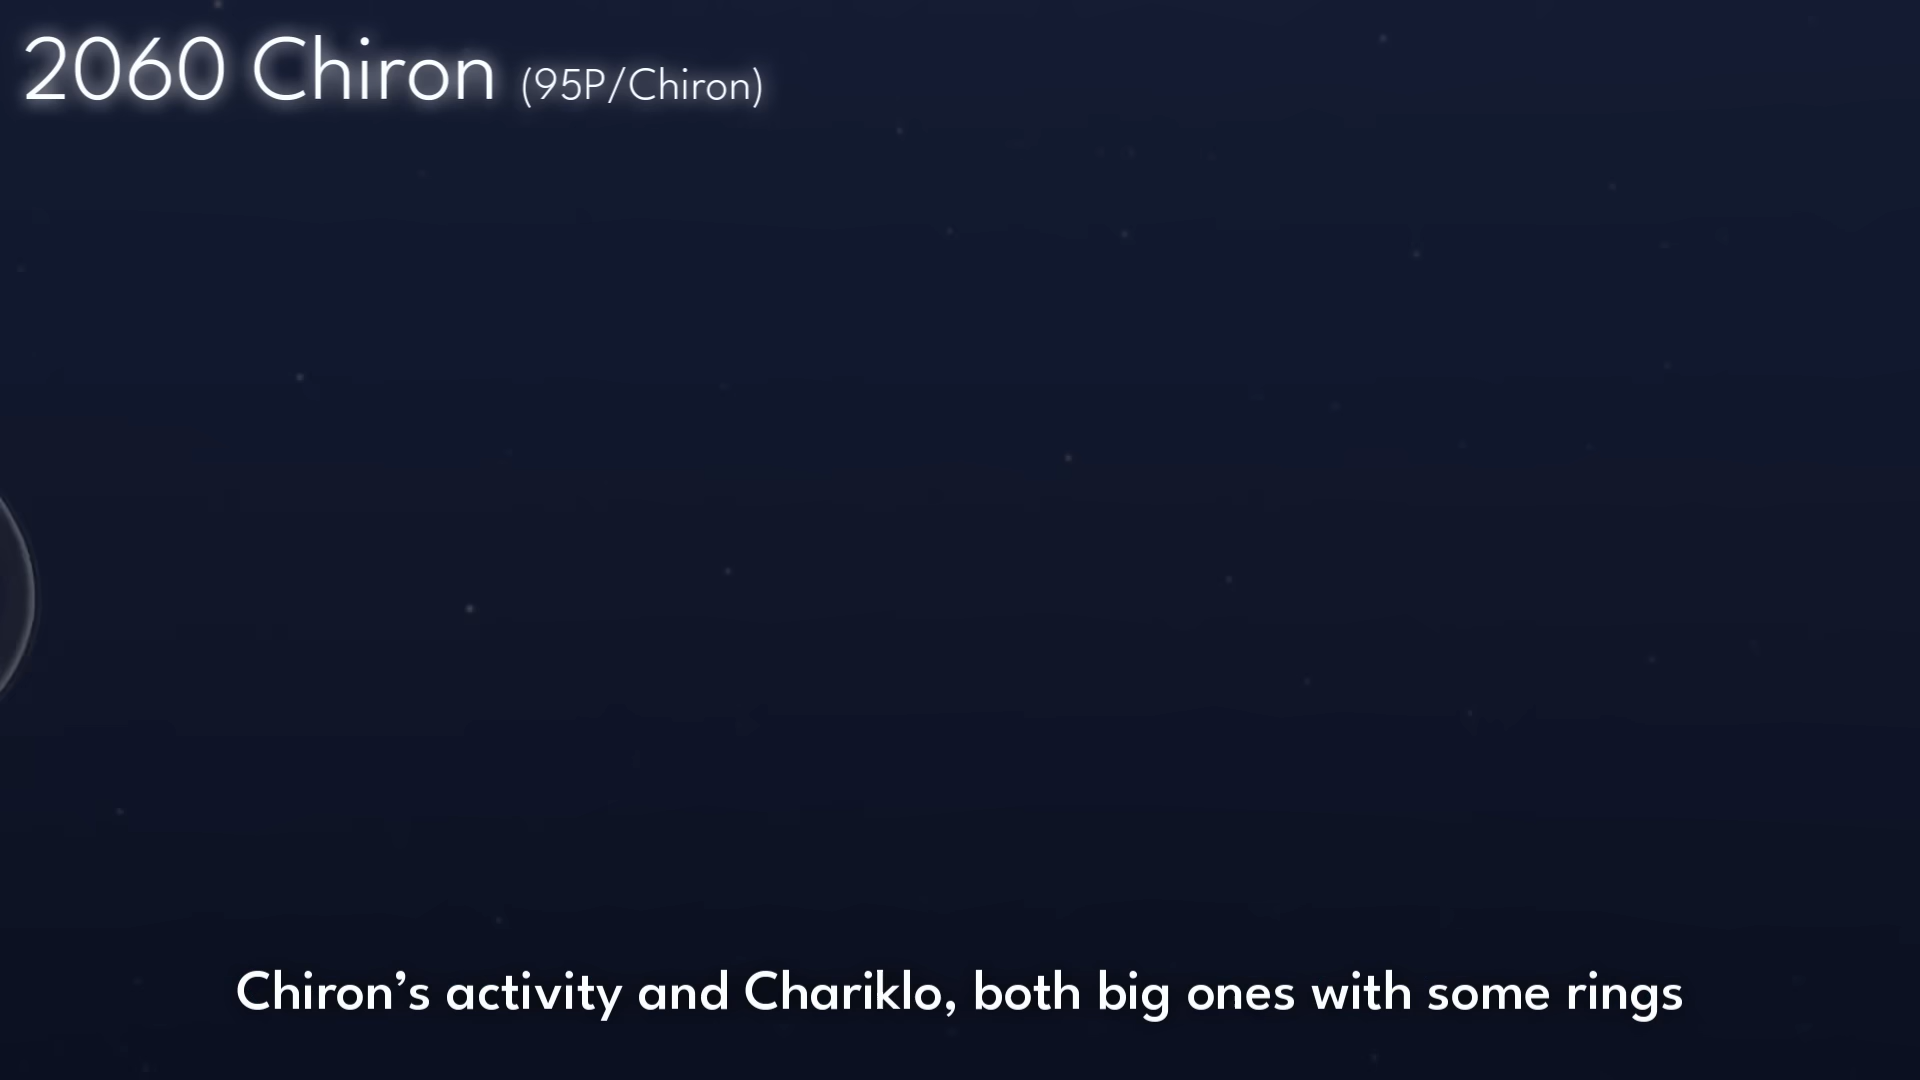 2060 Chiron (95P/Chiron)
Chiron’s activity and Chariklo, both big ones with some rings